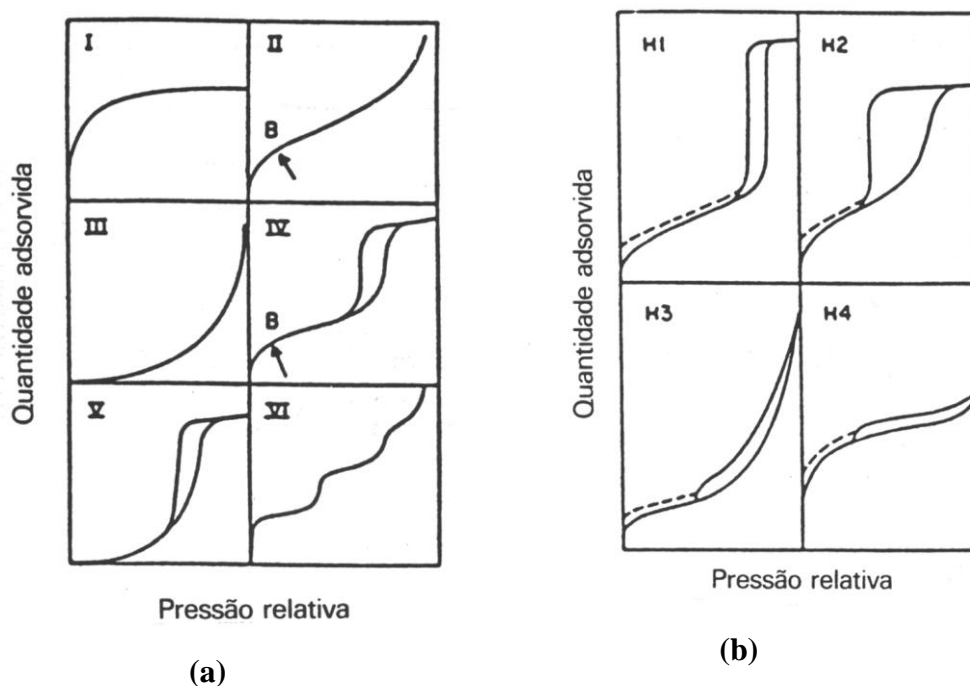 I
II
B
III
IV
B
V
VI
Quantidade adsorvida
Pressão relativa
(a)
H1
H2
H3
H4
Quantidade adsorvida
Pressão relativa
(b)